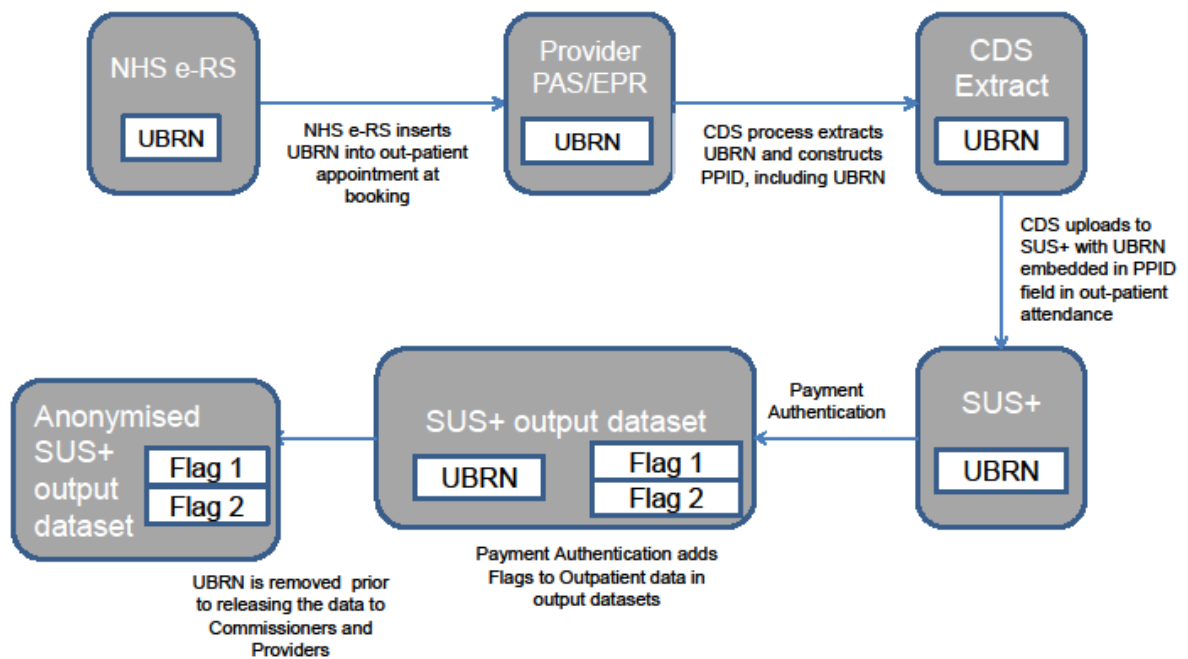 NHS e-RS
UBRN
NHS e-RS inserts
UBRN into out-patient
appointment at
booking
Provider
PAS/EPR
UBRN
CDS process extracts
UBRN and constructs
PPID, including UBRN
CDS
Extract
UBRN
CDS uploads to
SUS+ with UBRN
embedded in PPID
field in out-patient
attendance
SUS+
UBRN
Payment
Authentication
SUS+ output dataset
UBRN
Flag 1
Flag 2
Payment Authentication adds
Flags to Outpatient data in
output datasets
Anonymised
SUS+
output
dataset
Flag 1
Flag 2
UBRN is removed prior
to releasing the data to
Commissioners and
Providers